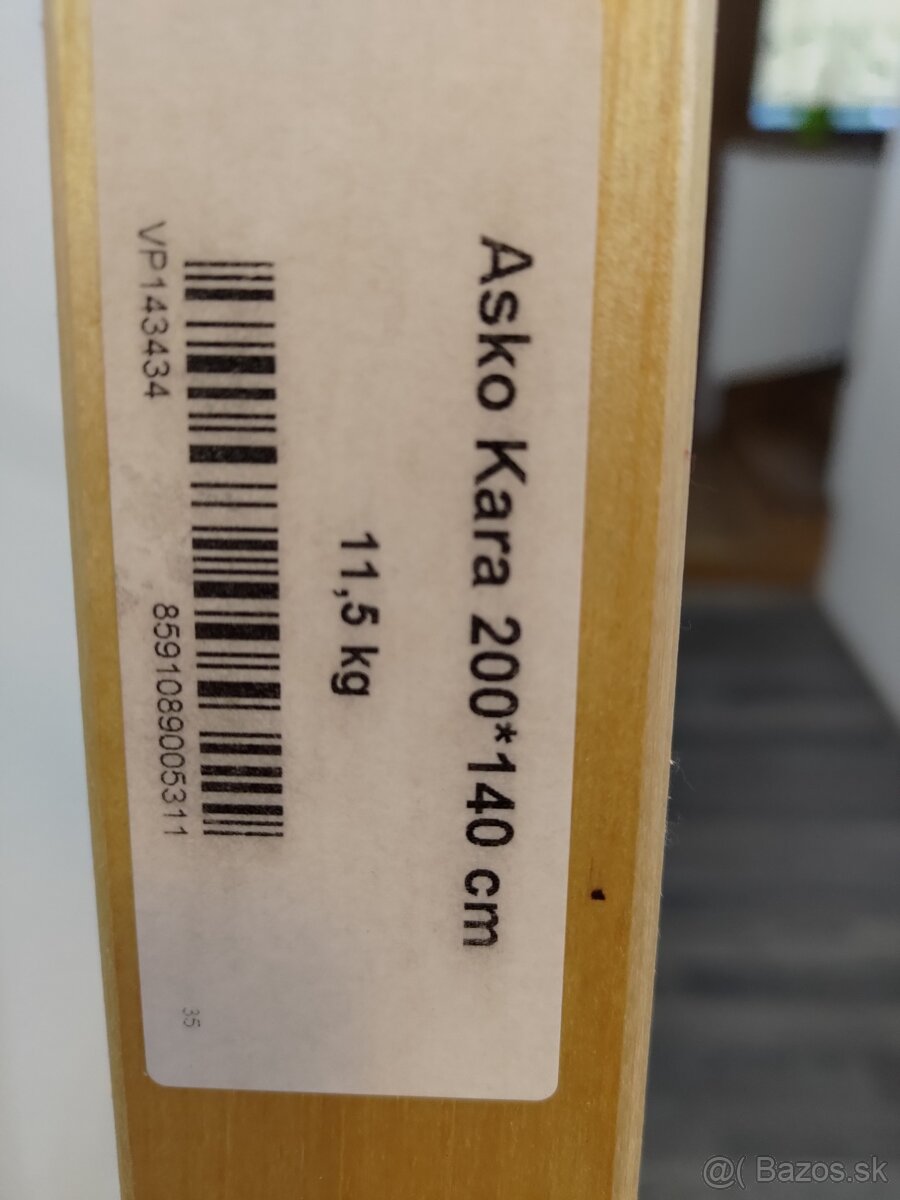 Asko Kara 200*140 cm
11,5 kg
8591089005311
VP143434
35
@( Bazos.sk